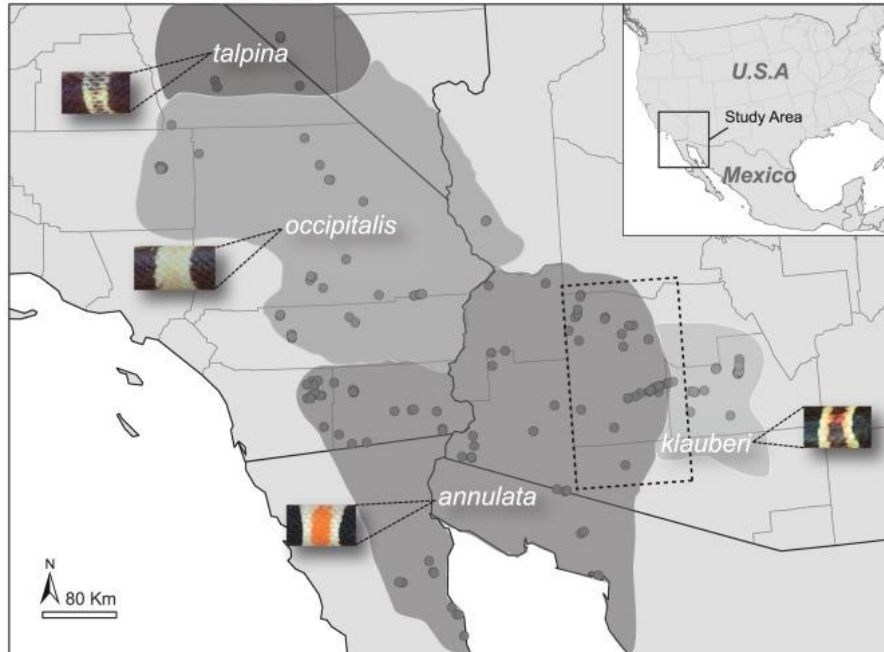 talpina
U.S.A
Study Area
Mexico
occipitalis
klauberi
annulata
N
80 Km